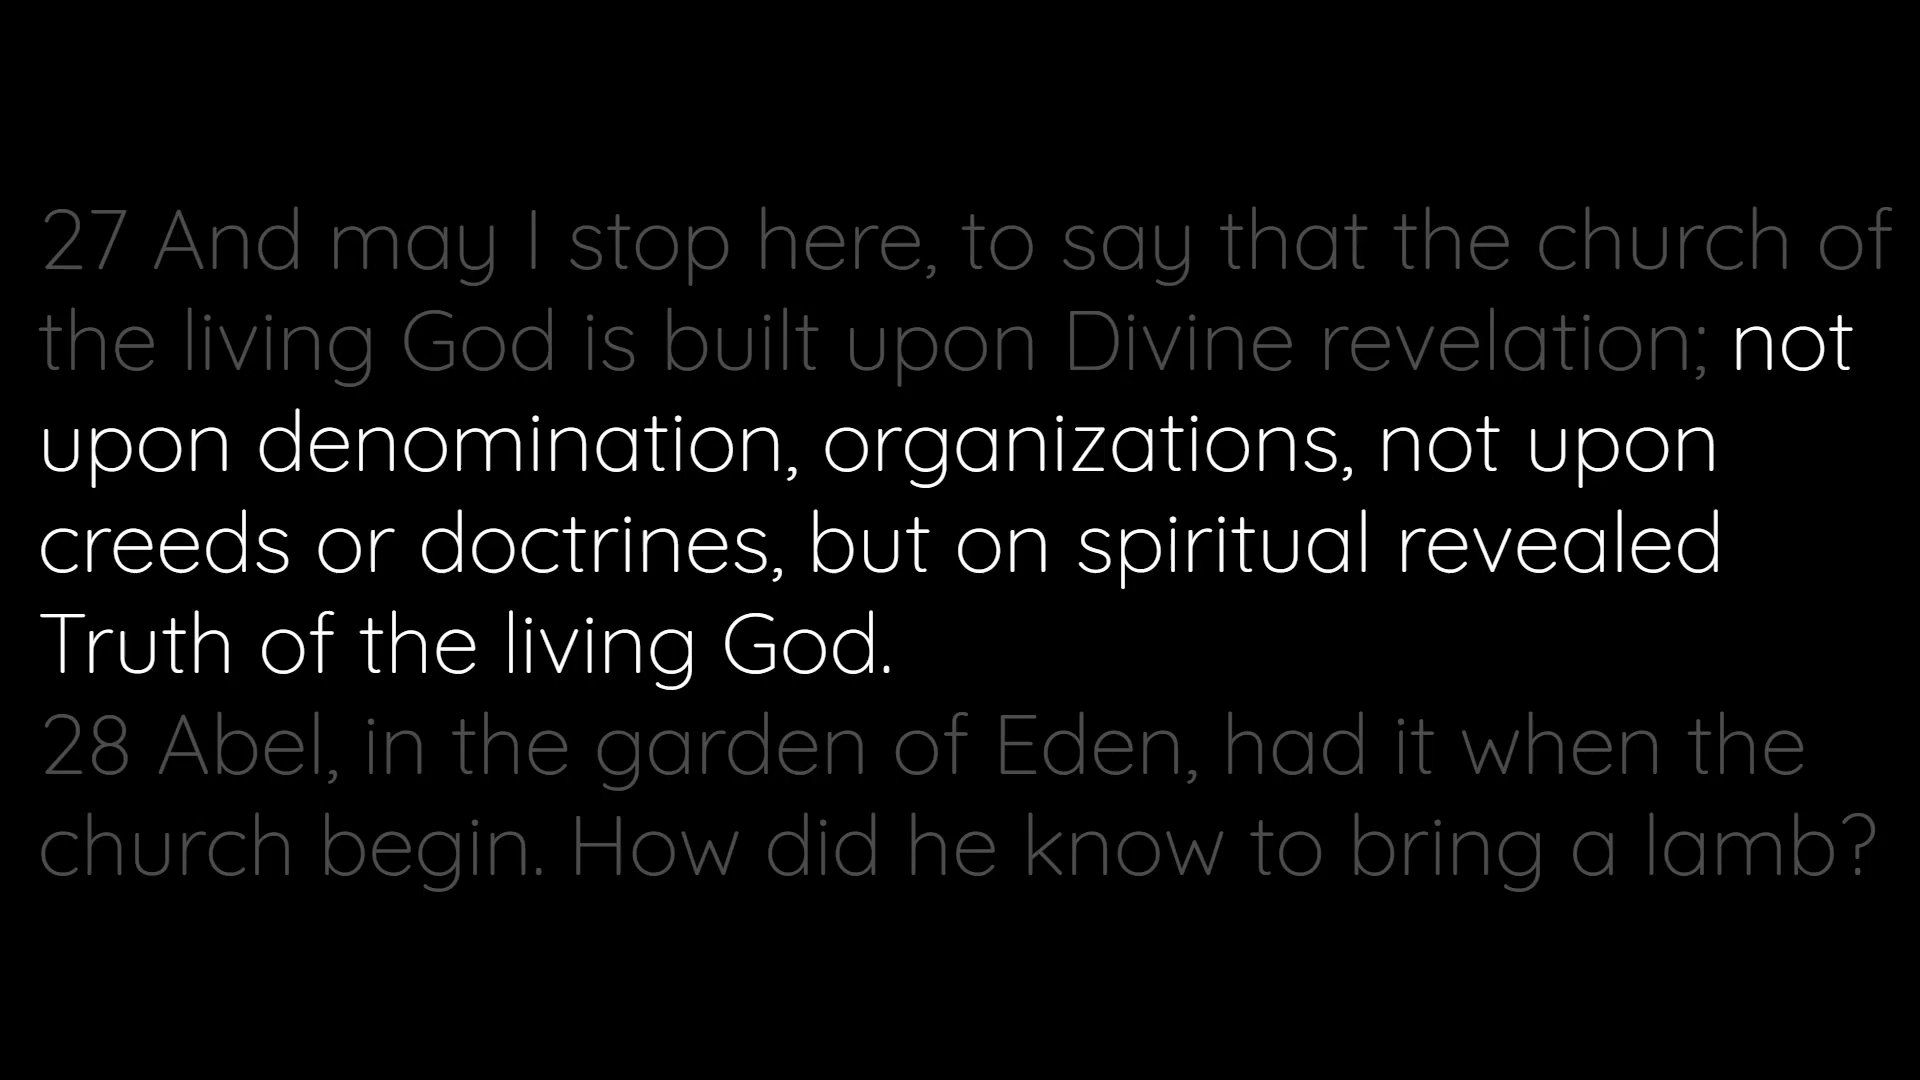 27 And may I stop here, to say that the church of
the living God is built upon Divine revelation; not
upon denomination, organizations, not upon
creeds or doctrines, but on spiritual revealed
Truth of the living God.
28 Abel, in the garden of Eden, had it when the
church begin. How did he know to bring a lamb?